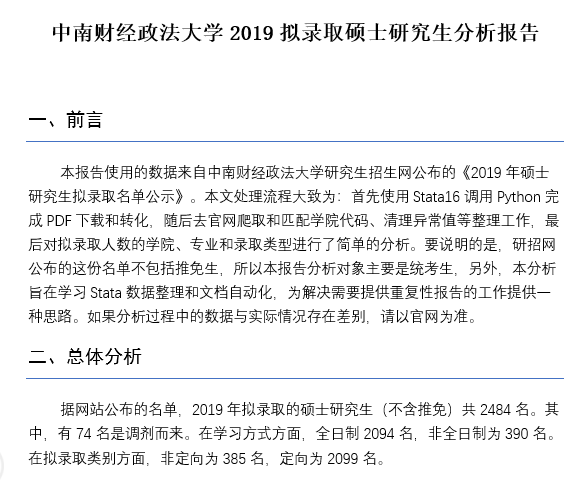 中南财经政法大学 2019 拟录取硕士研究生分析报告
一、前言
本报告使用的数据来自中南财经政法大学研究生招生网公布的《2019 年硕士
研究生拟录取名单公示》。本文处理流程大致为：首先使用 Stata16 调用 Python 完
成 PDF 下载和转化，随后去官网爬取和匹配学院代码、清理异常值等整理工作，最
后对拟录取人数的学院、专业和录取类型进行了简单的分析。要说明的是，研招网
公布的这份名单不包括推免生，所以本报告分析对象主要是统考生，另外，本分析
旨在学习 Stata 数据整理和文档自动化，为解决需要提供重复性报告的工作提供一
种思路。如果分析过程中的数据与实际情况存在差别，请以官网为准。
二、总体分析
据网站公布的名单，2019 年拟录取的硕士研究生（不含推免）共 2484 名。其
中，有 74 名是调剂而来。在学习方式方面，全日制 2094 名，非全日制为 390 名。
在拟录取类别方面，非定向为 385 名，定向为 2099 名。